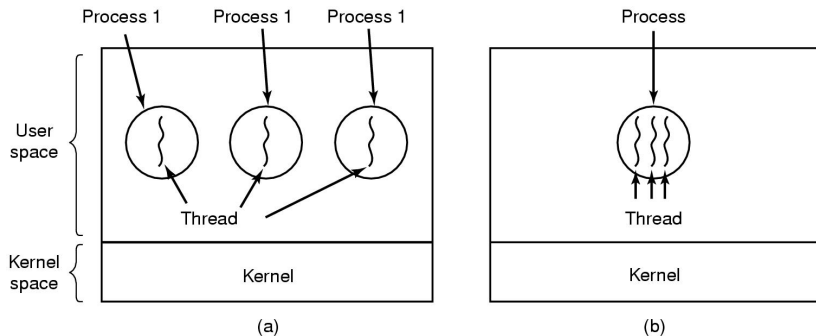 Process 1 Process 1 Process 1 Process
User
space
Thread Thread
Kernel
space
Kernel Kernel
(a) (b)